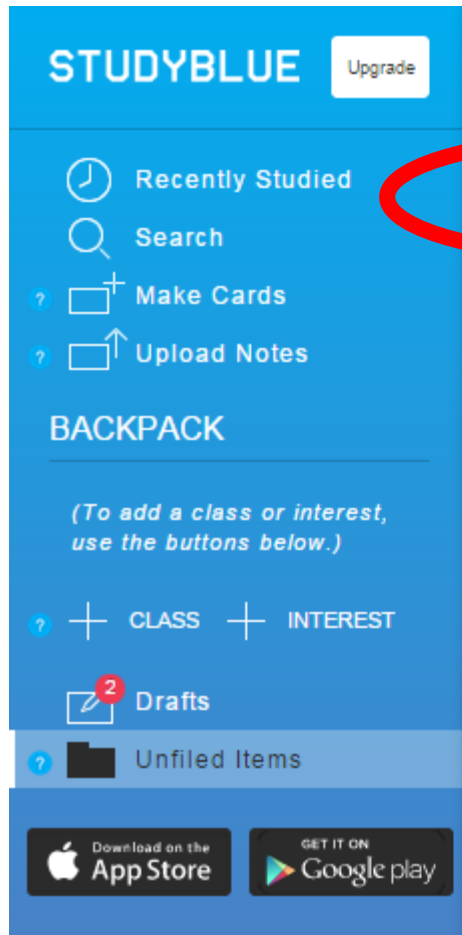 STUDYBLUE Upgrade
Recently Studied
Search
? Make Cards
? Upload Notes
BACKPACK
(To add a class or interest,
use the buttons below.)
? CLASS INTEREST
2 Drafts
? Unfiled Items
Download on the
App Store
GET IT ON
Google play